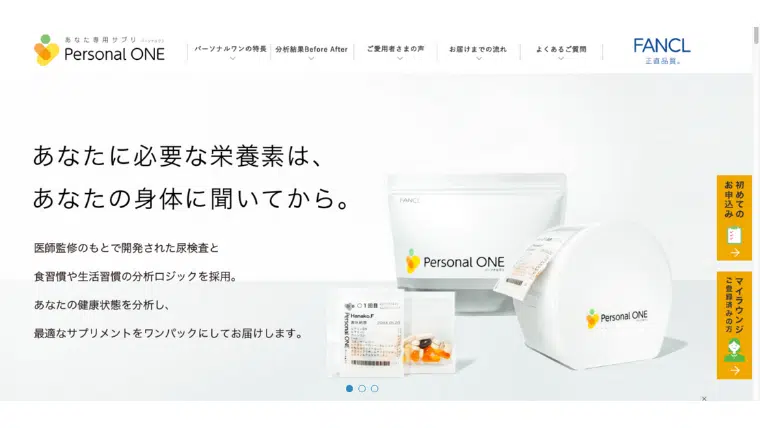 あなた専用サプリ
Personal ONE
パーソナルワンの特長
分析結果Before After
ご愛用者さまの声
お届けまでの流れ
よくあるご質問
FANCL
正直品質。
あなたに必要な栄養素は、
あなたの身体に聞いてから。
医師監修のもとで開発された尿検査と
食習慣や生活習慣の分析ロジックを採用。
あなたの健康状態を分析し、
最適なサプリメントをワンパックにしてお届けします。
FANCL
Personal ONE
1回目
Hanako.F
Personal ONE
Personal ONE
初めての
お申込み
マイラウンジ
ご登録済みの方